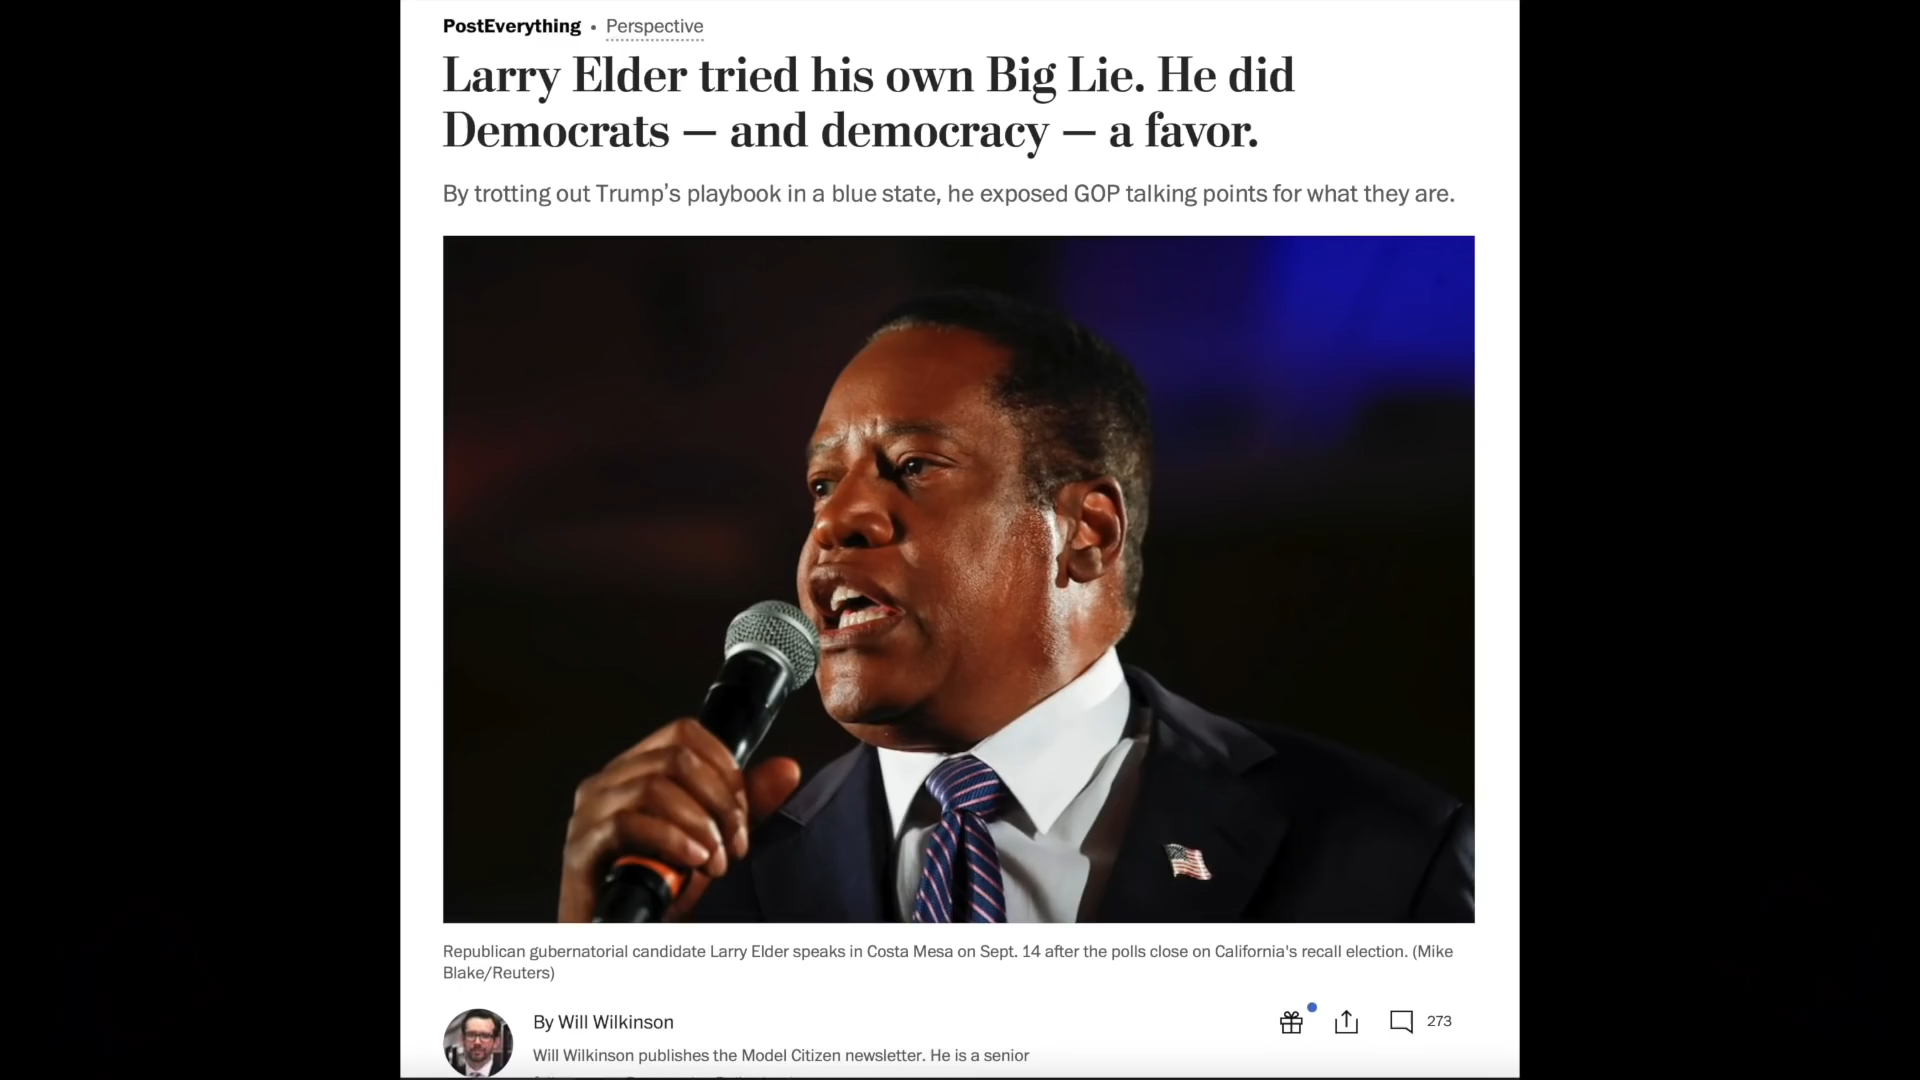 PostEverything • Perspective
Larry Elder tried his own Big Lie. He did
Democrats — and democracy — a favor.
By trotting out Trump’s playbook in a blue state, he exposed GOP talking points for what they are.
Republican gubernatorial candidate Larry Elder speaks in Costa Mesa on Sept. 14 after the polls close on California's recall election. (Mike
Blake/Reuters)
By Will Wilkinson
273
Will Wilkinson publishes the Model Citizen newsletter. He is a senior